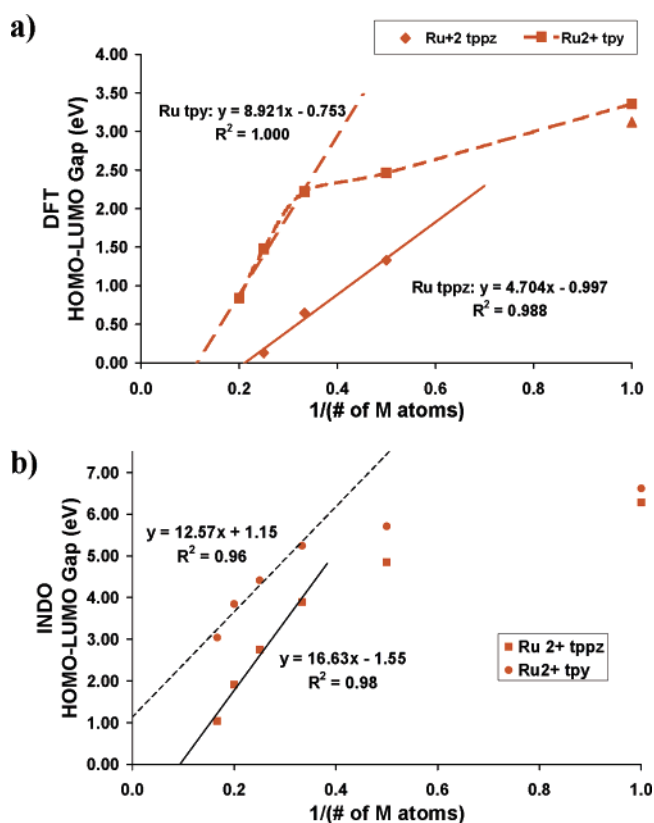 a)
Ru+2 tppz
Ru2+ tpy
4.00
3.50
3.00
2.50
2.00
1.50
1.00
0.50
0.00
DFT
HOMO-LUMO Gap (eV)
Ru tpy: y = 8.921x - 0.753
R² = 1.000
Ru tppz: y = 4.704x - 0.997
R² = 0.988
0.0 0.2 0.4 0.6 0.8 1.0
1/(# of M atoms)
b)
7.00
6.00
5.00
4.00
3.00
2.00
1.00
0.00
INDO
HOMO-LUMO Gap (eV)
y = 12.57x + 1.15
R² = 0.96
y = 16.63x - 1.55
R² = 0.98
Ru 2+ tppz
Ru2+ tpy
0.0 0.2 0.4 0.6 0.8 1.0
1/(# of M atoms)